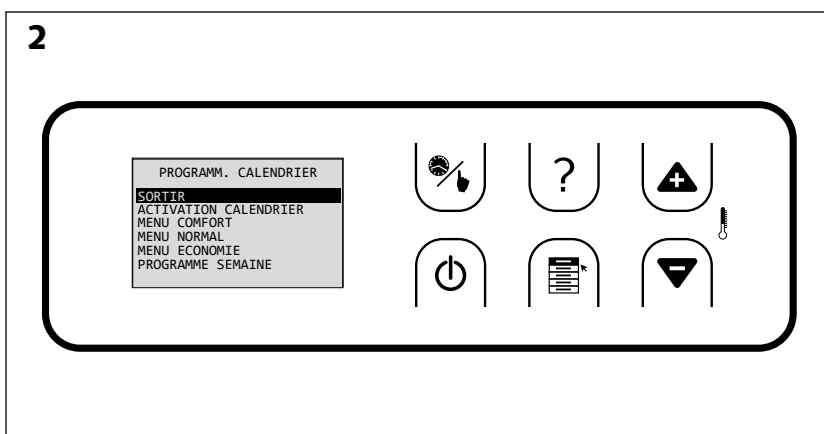 2
PROGRAMM. CALENDRIER
SORTIR
ACTIVATION CALENDRIER
MENU COMFORT
MENU NORMAL
MENU ECONOMIE
PROGRAMME SEMAINE
?